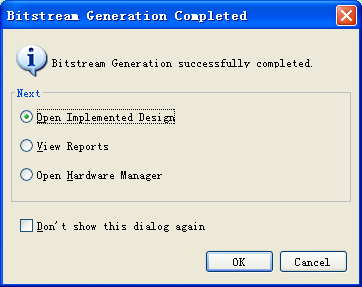 Bitstream Generation Completed
Bitstream Generation successfully completed.
Next
Open Implemented Design
View Reports
Open Hardware Manager
Don't show this dialog again
OK
Cancel